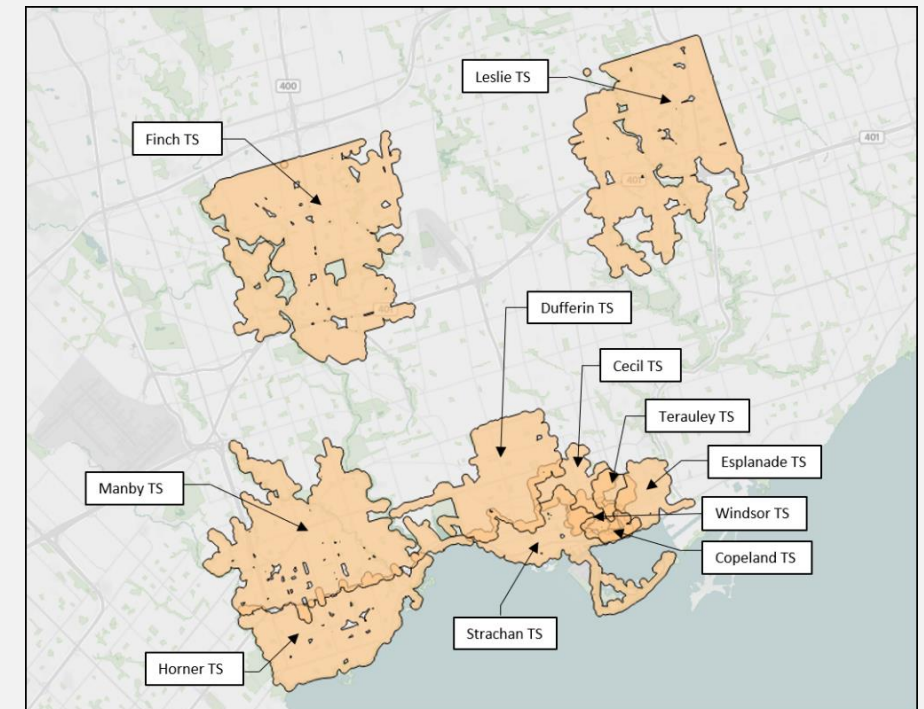 Leslie TS
400
Finch TS
401
Dufferin TS
Cecil TS
Terauley TS
Esplanade TS
Manby TS
Windsor TS
Copeland TS
Strachan TS
Horner TS